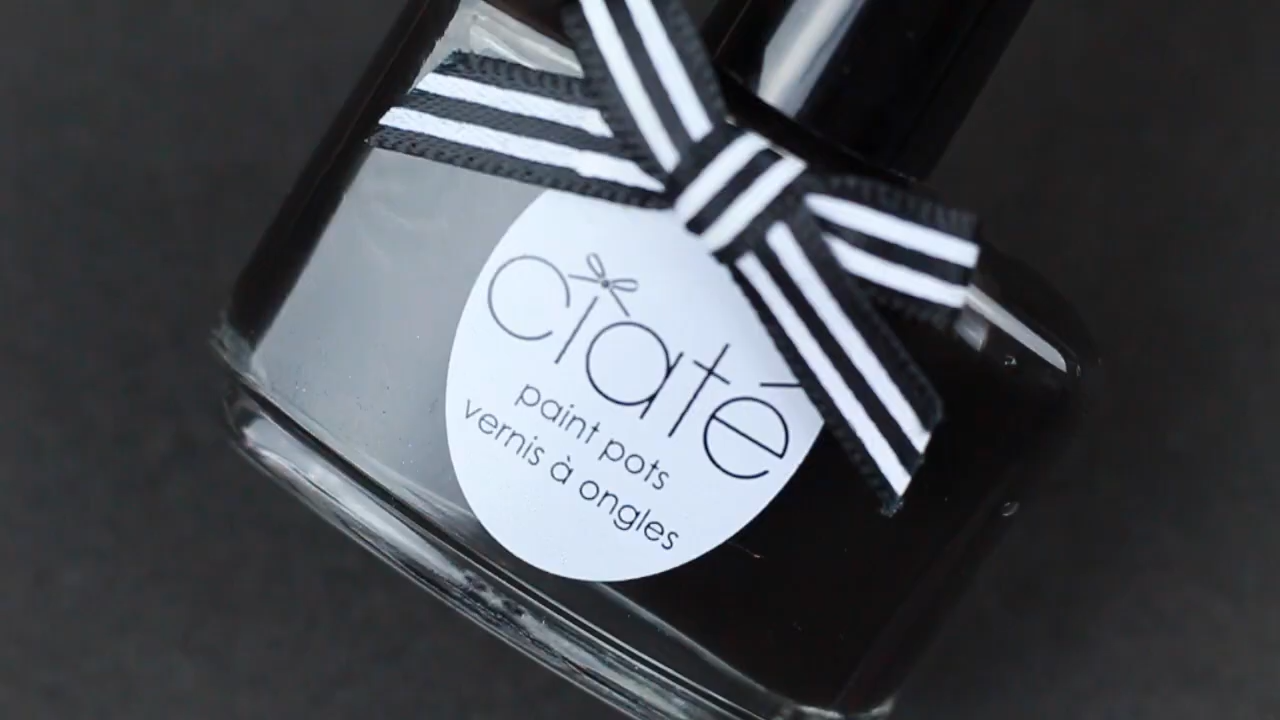 ciaté
paint pots
vernis à ongles